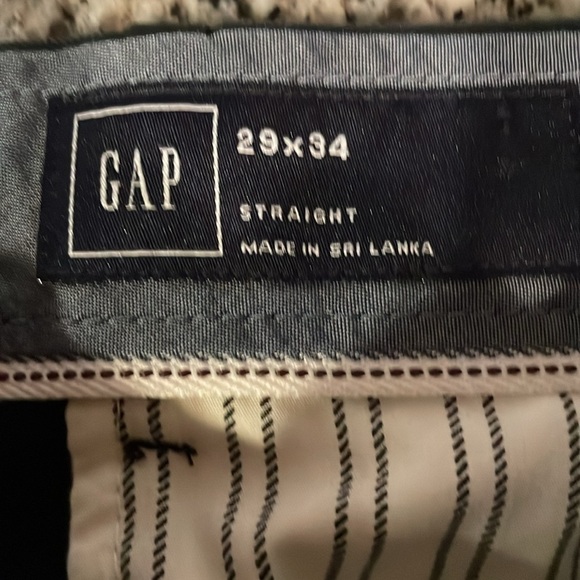 GAP
29x34
STRAIGHT
MADE IN SRI LANKA